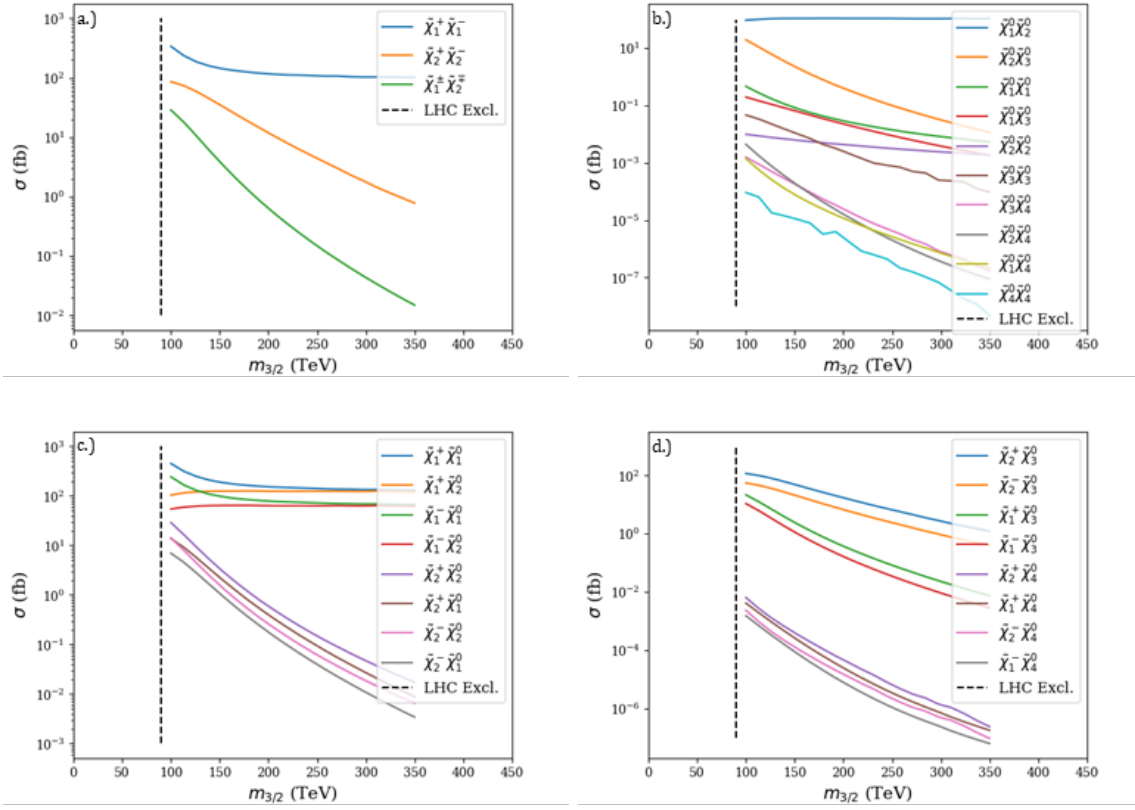 a.)
σ (fb)
10³
10²
10¹
10⁰
10⁻¹
10⁻²
χ̃₁⁺ χ̃₁⁻
χ̃₂⁺ χ̃₂⁻
χ̃₁± χ̃₂∓
LHC Excl.
0 50 100 150 200 250 300 350 400 450
m₃/₂ (TeV)
b.)
σ (fb)
10¹
10⁻¹
10⁻³
10⁻⁵
10⁻⁷
χ̃₁⁰χ̃₂⁰
χ̃₂⁰χ̃₃⁰
χ̃₁⁰χ̃₁⁰
χ̃₁⁰χ̃₃⁰
χ̃₂⁰χ̃₂⁰
χ̃₃⁰χ̃₃⁰
χ̃₃⁰χ̃₄⁰
χ̃₂⁰χ̃₄⁰
χ̃₁⁰χ̃₄⁰
χ̃₄⁰χ̃₄⁰
LHC Excl.
0 50 100 150 200 250 300 350 400 450
m₃/₂ (TeV)
c.)
σ (fb)
10³
10²
10¹
10⁰
10⁻¹
10⁻²
10⁻³
χ̃₁⁺ χ̃₁⁰
χ̃₁⁺ χ̃₂⁰
χ̃₁⁻ χ̃₁⁰
χ̃₁⁻ χ̃₂⁰
χ̃₂⁺ χ̃₂⁰
χ̃₂⁺ χ̃₁⁰
χ̃₂⁻ χ̃₂⁰
χ̃₂⁻ χ̃₁⁰
LHC Excl.
0 50 100 150 200 250 300 350 400 450
m₃/₂ (TeV)
d.)
σ (fb)
10²
10⁰
10⁻²
10⁻⁴
10⁻⁶
χ̃₂⁺ χ̃₃⁰
χ̃₂⁻ χ̃₃⁰
χ̃₁⁺ χ̃₃⁰
χ̃₁⁻ χ̃₃⁰
χ̃₂⁺ χ̃₄⁰
χ̃₁⁺ χ̃₄⁰
χ̃₂⁻ χ̃₄⁰
χ̃₁⁻ χ̃₄⁰
LHC Excl.
0 50 100 150 200 250 300 350 400 450
m₃/₂ (TeV)